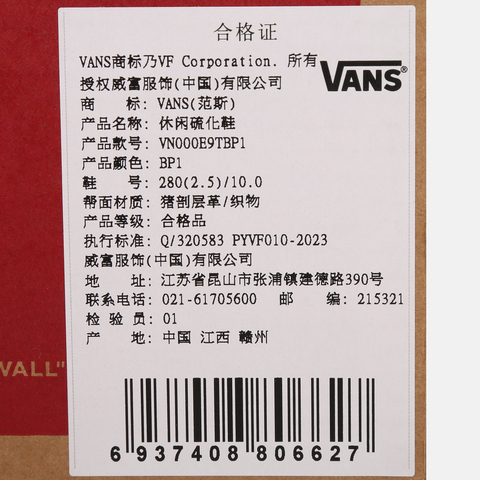 合格证
VANS商标乃VF Corporation. 所有
VANS®
授权威富服饰(中国)有限公司
商 标: VANS(范斯)
产品名称: 休闲硫化鞋
产品款号: VN000E9TBP1
产品颜色: BP1
鞋 号: 280(2.5)/10.0
帮面材质: 猪剖层革/织物
产品等级: 合格品
执行标准: Q/320583 PYVF010-2023
威富服饰(中国)有限公司
地 址: 江苏省昆山市张浦镇建德路390号
联系电话: 021-61705600 邮 编: 215321
检 验 员: 01
产 地: 中国 江西 赣州
WALL"
6 937408 806627